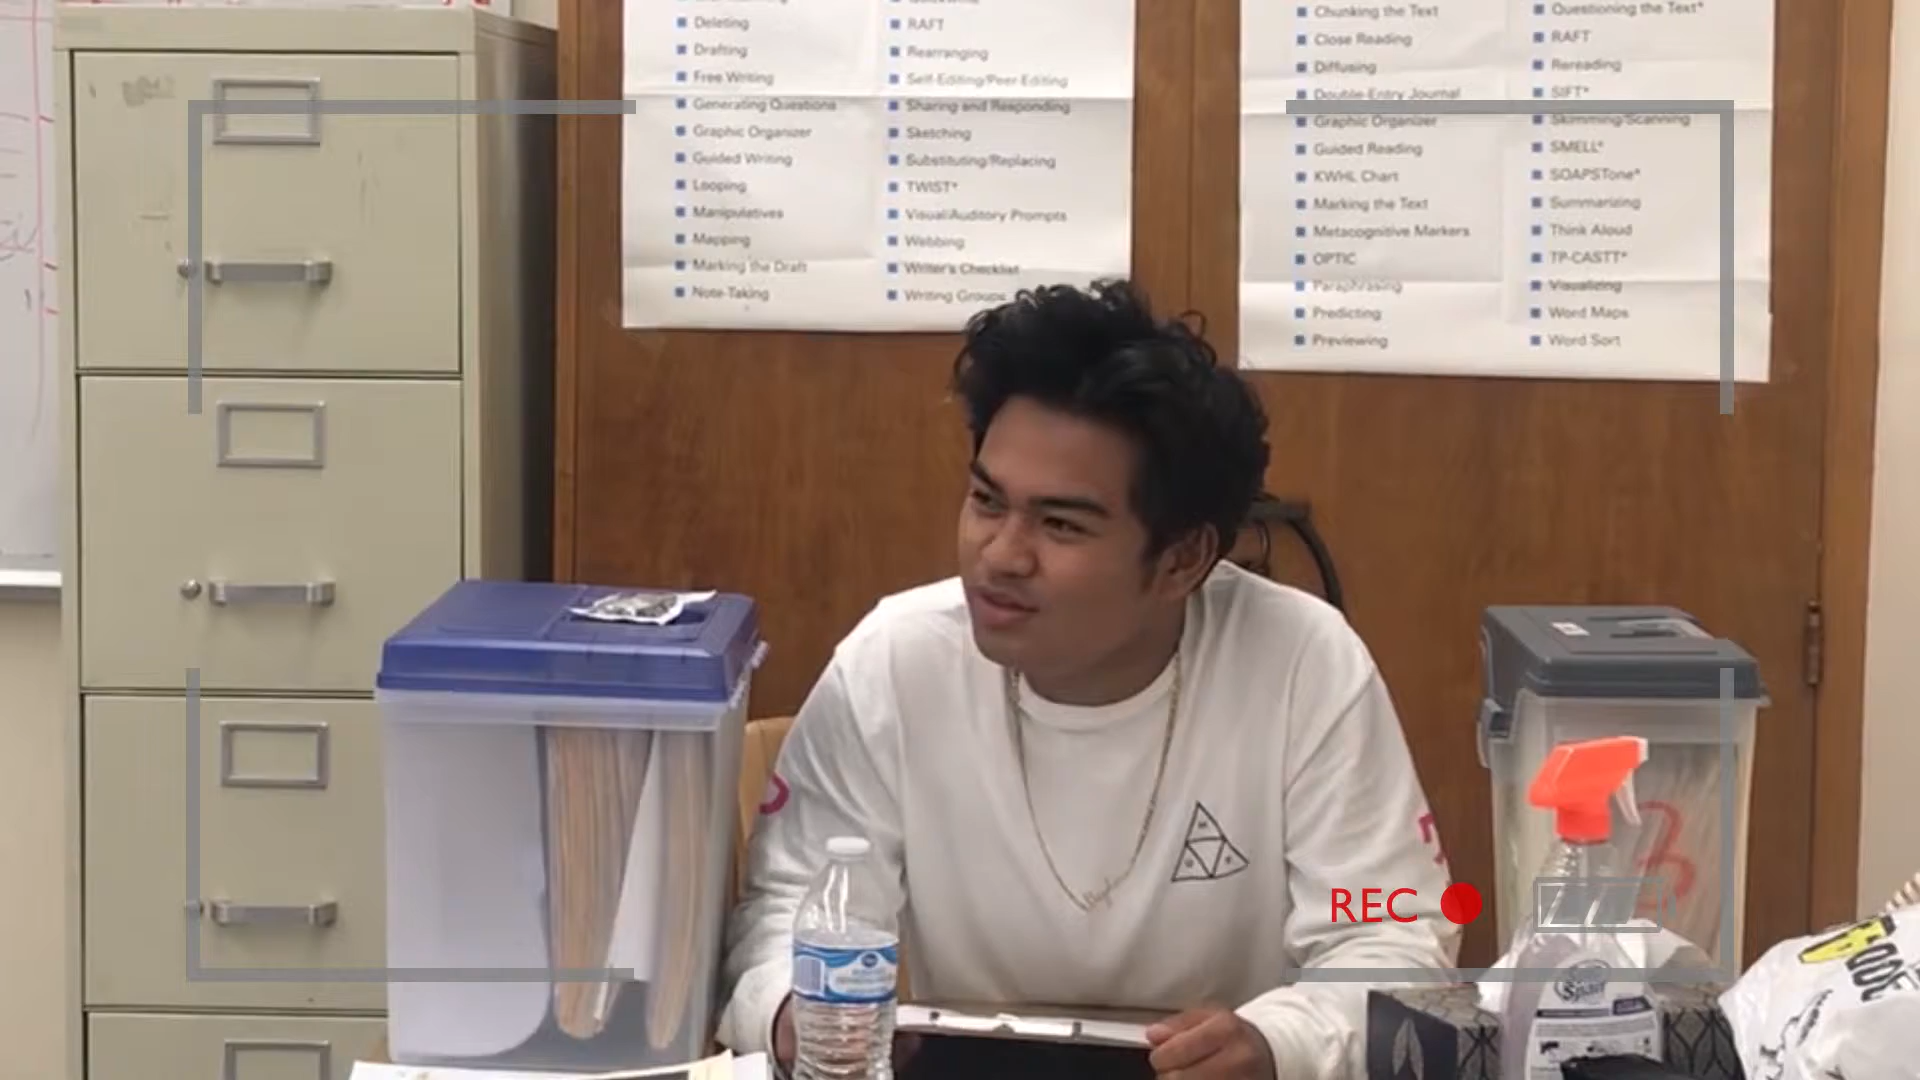 Deleting
Drafting
Free Writing
Generating Questions
Graphic Organizer
Guided Writing
Looping
Manipulatives
Mapping
Marking the Draft
Note-Taking
RAFT
Rearranging
Self-Editing/Peer-Editing
Sharing and Responding
Sketching
Substituting/Replacing
TWIST*
Visual/Auditory Prompts
Webbing
Writer's Checklist
Writing Groups
Chunking the Text
Close Reading
Diffusing
Double-Entry Journal
Graphic Organizer
Guided Reading
KWHL Chart
Marking the Text
Metacognitive Markers
OPTIC
Paraphrasing
Predicting
Previewing
Questioning the Text*
RAFT
Rereading
SIFT*
Skimming/Scanning
SMELL*
SOAPSTone*
Summarizing
Think Aloud
TP-CASTT*
Visualizing
Word Maps
Word Sort
3
REC